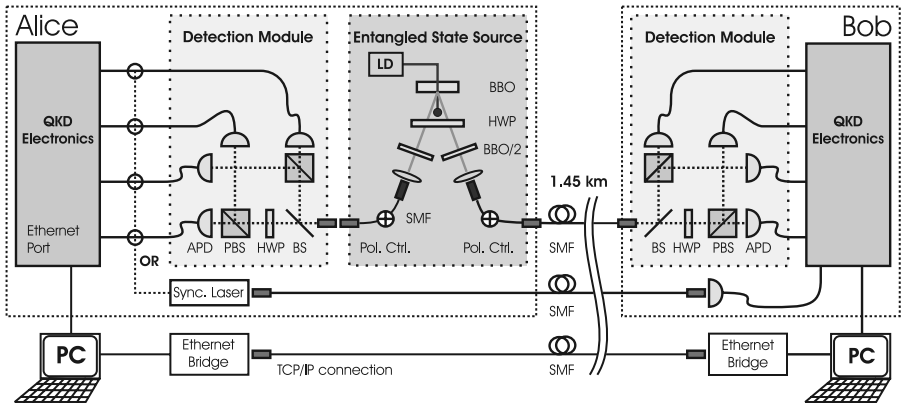 Alice
Bob
Detection Module
Entangled State Source
Detection Module
LD
BBO
HWP
BBO/2
SMF
Pol. Ctrl.
Pol. Ctrl.
QKD
Electronics
Ethernet
Port
APD
PBS
HWP
BS
OR
1.45 km
SMF
BS
HWP
PBS
APD
QKD
Electronics
Sync. Laser
SMF
PC
Ethernet
Bridge
TCP/IP connection
SMF
Ethernet
Bridge
PC